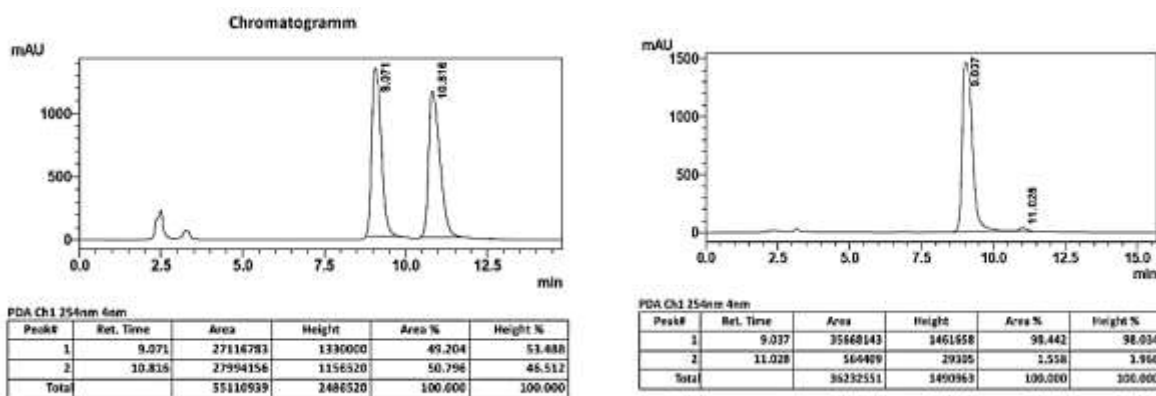 Chromatogramm
mAU
1000
500
0
9.071
10.816
0.0 2.5 5.0 7.5 10.0 12.5
min
PDA Ch1 254nm 4nm
Peak# Ret. Time Area Height Area % Height %
1 9.071 27116783 1330000 49.204 53.488
2 10.816 27994156 1156520 50.796 46.512
Total 55110939 2486520 100.000 100.000
mAU
1500
1000
500
0
9.037
11.028
0.0 2.5 5.0 7.5 10.0 12.5 15.0
min
PDA Ch1 254nm 4nm
Peak# Ret. Time Area Height Area % Height %
1 9.037 35668143 1461658 98.442 98.034
2 11.028 564409 29305 1.558 1.966
Total 36232551 1490963 100.000 100.000